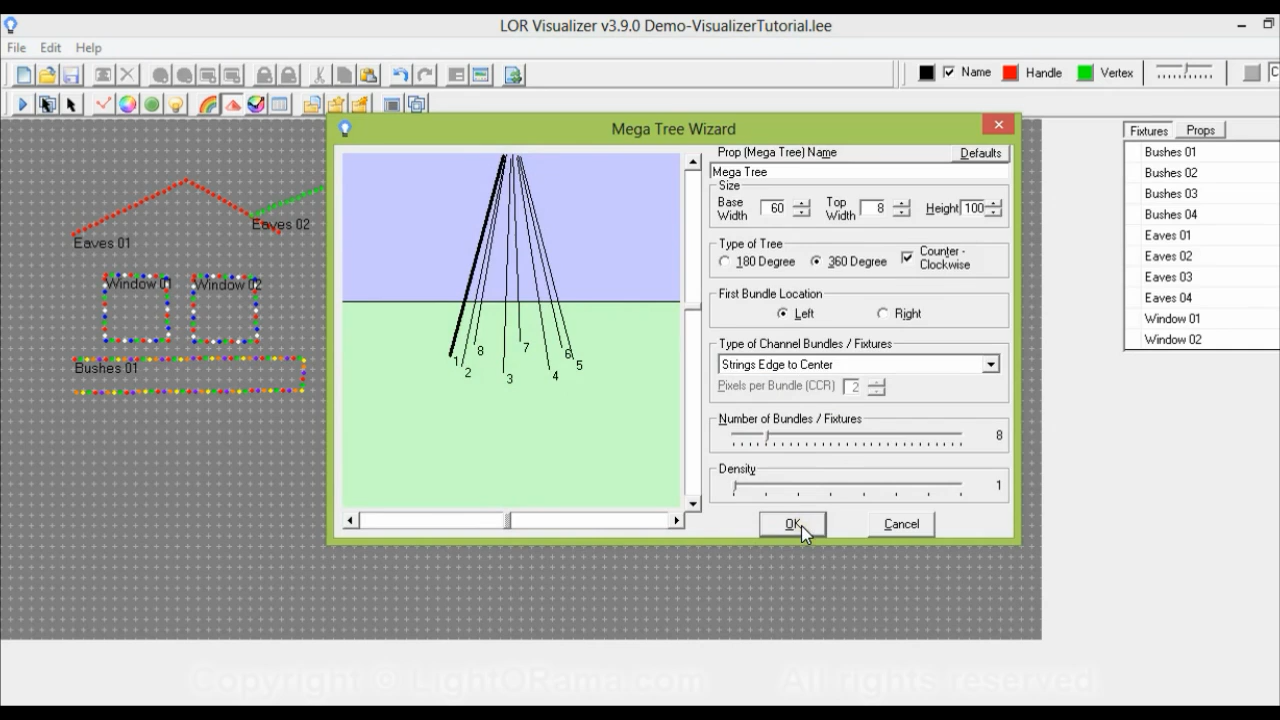 LOR Visualizer v3.9.0 Demo-VisualizerTutorial.lee
File Edit Help
Name Handle Vertex C
Mega Tree Wizard
Fixtures Props
Bushes 01
Bushes 02
Bushes 03
Bushes 04
Eaves 01
Eaves 02
Eaves 03
Eaves 04
Window 01
Window 02
Eaves 02
Eaves 01
Window 01 Window 02
Bushes 01
1 2 8 3 7 4 6 5
Prop (Mega Tree) Name Defaults
Mega Tree
Size
Base Width 60 Top Width 8 Height 100
Type of Tree
180 Degree 360 Degree Counter - Clockwise
First Bundle Location
Left Right
Type of Channel Bundles / Fixtures
Strings Edge to Center
Pixels per Bundle (CCR) 2
Number of Bundles / Fixtures
8
Density
1
OK Cancel
Copyright © LightORama.com All rights reserved